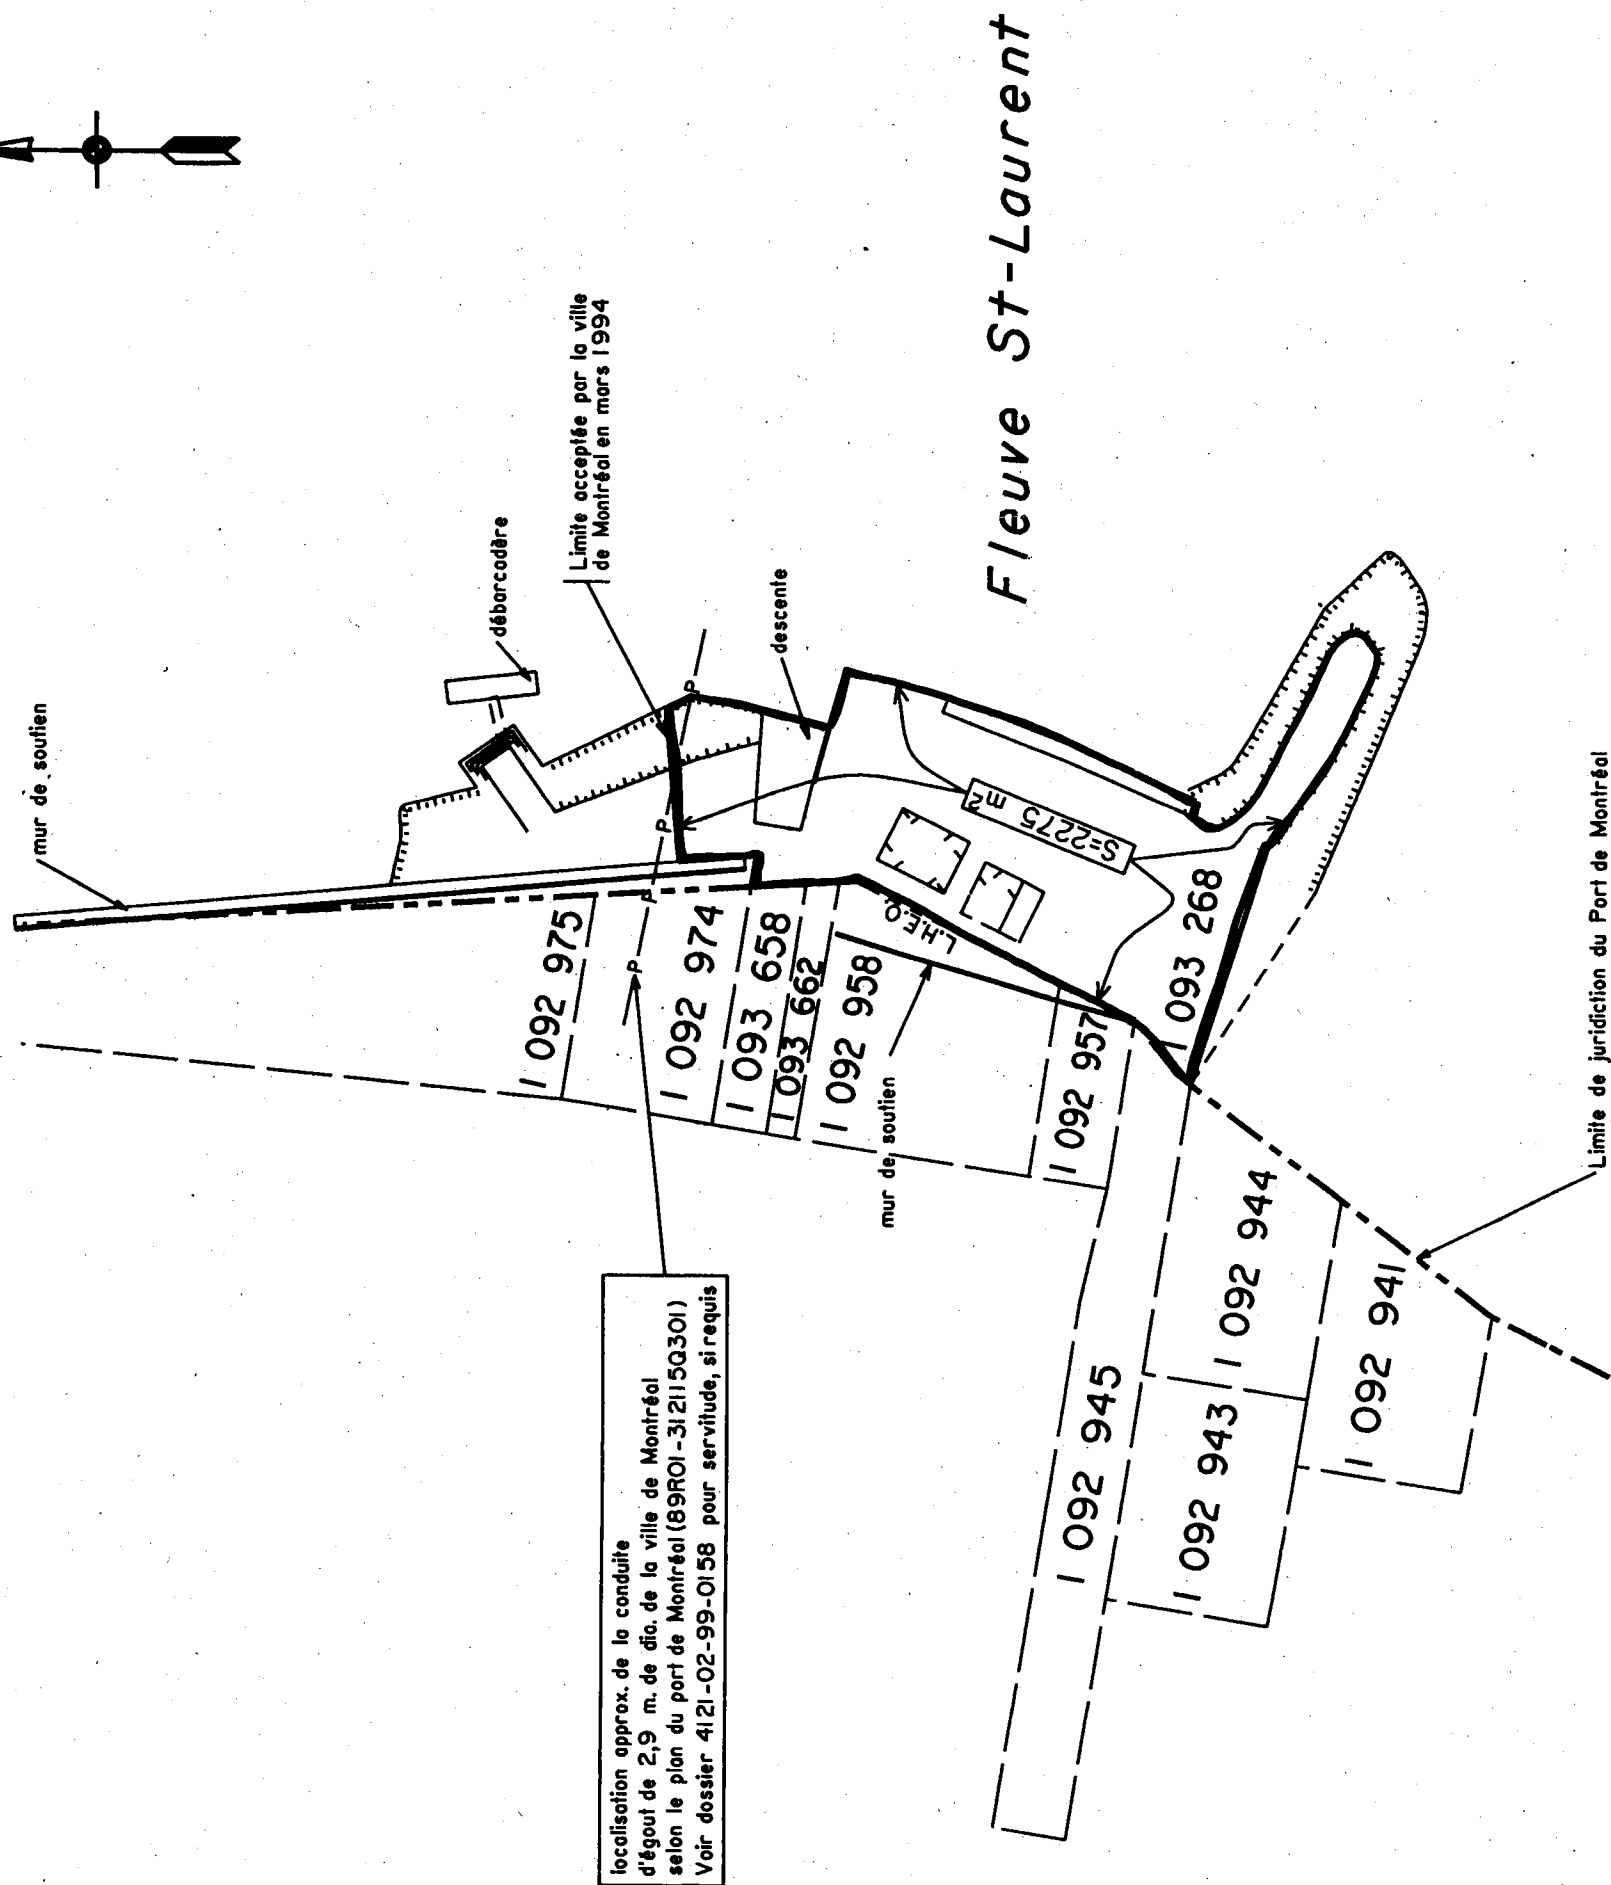 mur de soutien
débarcadère
Limite acceptée par la ville
de Montréal en mars 1994
descente
Fleuve St-Laurent
localisation approx. de la conduite
d'égout de 2,9 m. de dia. de la ville de Montréal
selon le plan du port de Montréal (89R01-312115Q301)
Voir dossier 4121-02-99-0158 pour servitude, si requis
P
P
P
P
1 092 975
1 092 974
1 093 658
1 093 662
1 092 958
L.H.E.O.
S=2275 m2
mur de soutien
1 092 957
1 093 268
1 092 945
1 092 944
1 092 943
1 092 941
Limite de juridiction du Port de Montréal